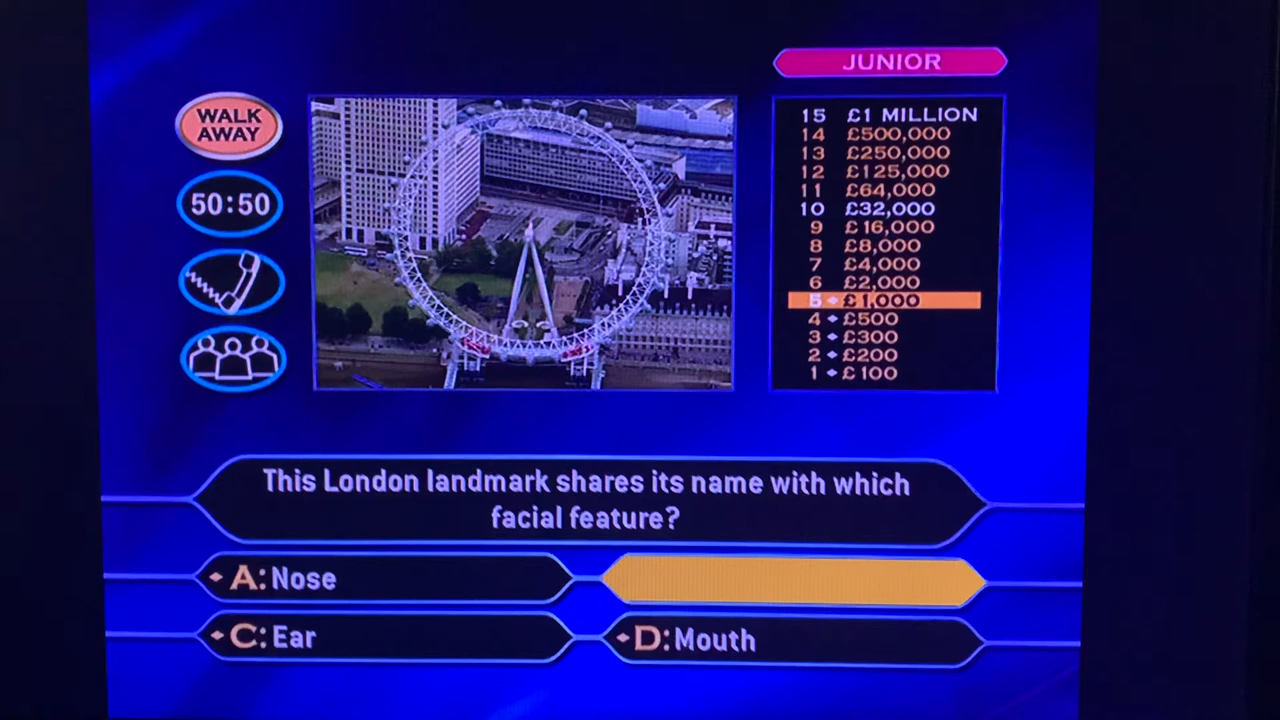 JUNIOR
WALK
AWAY
50:50
15 £1 MILLION
14 £500,000
13 £250,000
12 £125,000
11 £64,000
10 £32,000
9 £16,000
8 £8,000
7 £4,000
6 £2,000
5 ◆ £1,000
4 ◆ £500
3 ◆ £300
2 ◆ £200
1 ◆ £100
This London landmark shares its name with which
facial feature?
◆ A: Nose
◆ C: Ear
◆ D: Mouth